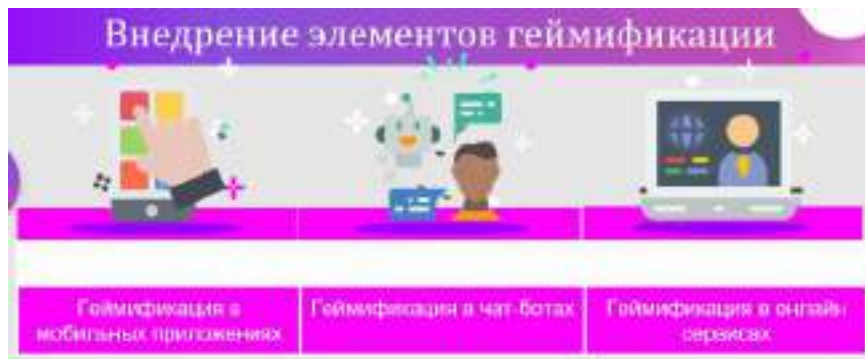 Внедрение элементов геймификации
Геймификация в
мобильных приложениях
Геймификация в чат-ботах
Геймификация в онлайн
сервисах